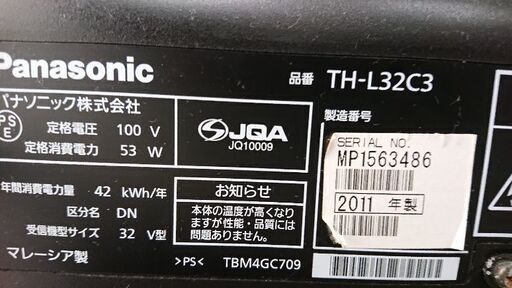 Panasonic
品番 TH-L32C3
パナソニック株式会社
PS
E
定格電圧 100 V
定格消費電力 53 W
JQA
JQ10009
製造番号
SERIAL NO.
MP1563486
2011 年製
年間消費電力量 42 kWh/年
区分名 DN
受信機型サイズ 32 V型
マレーシア製
お知らせ
本体の温度が高くなり
ますが性能・品質には
問題ありません。
>PS< TBM4GC709